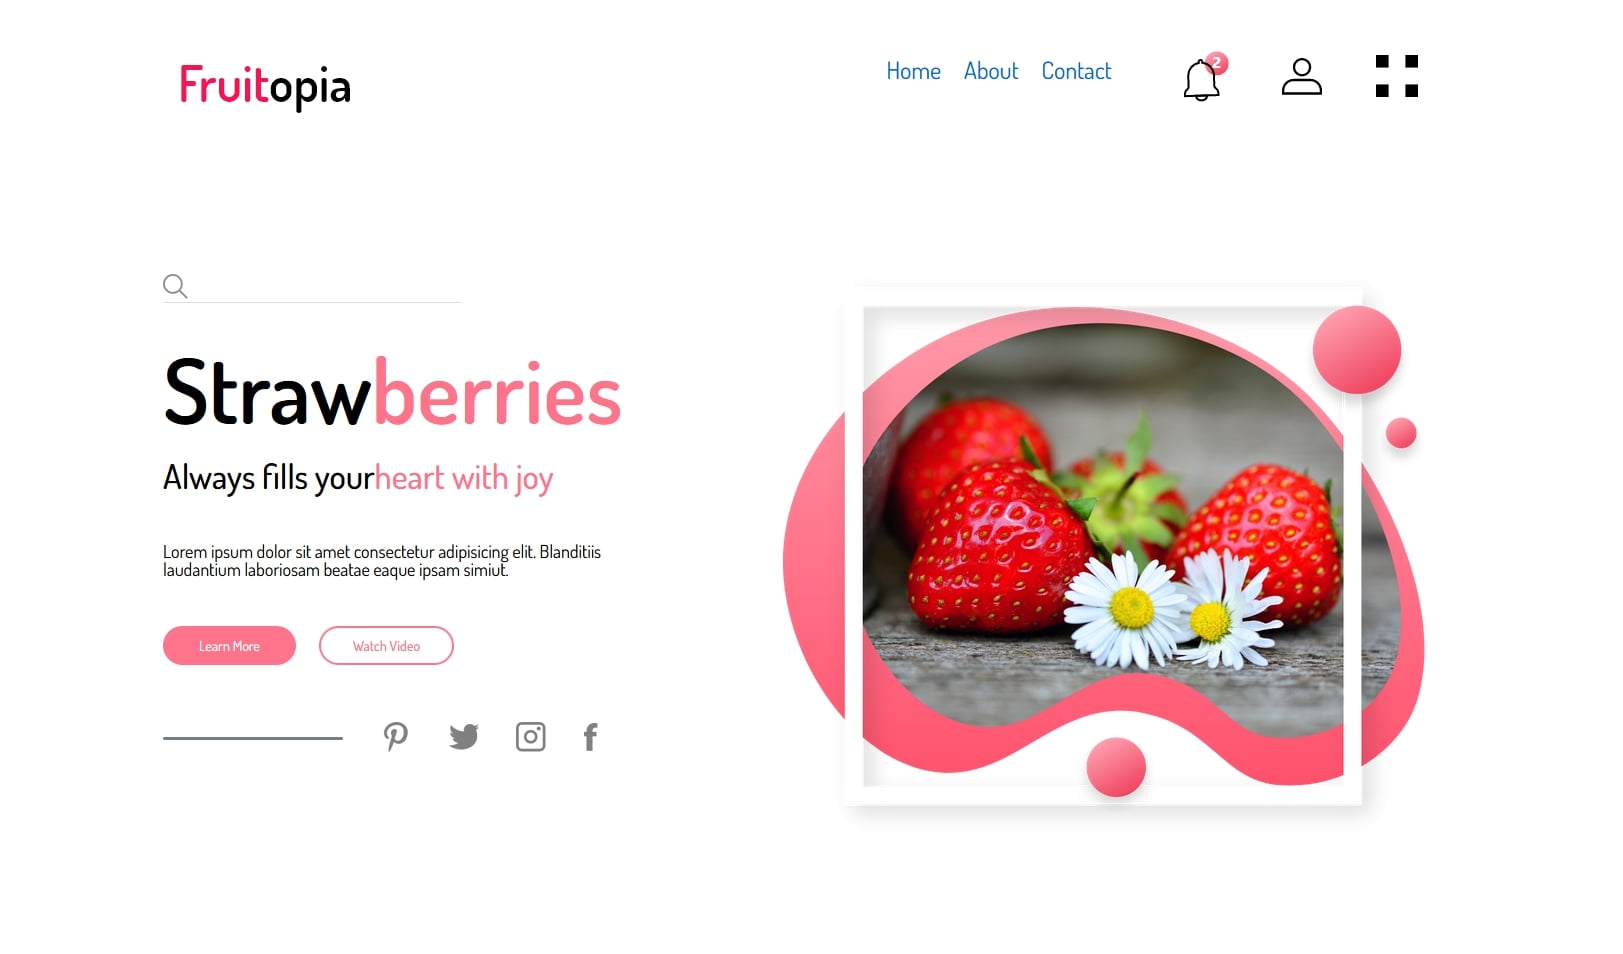 Fruitopia
Home About Contact
2
Strawberries
Always fills yourheart with joy
Lorem ipsum dolor sit amet consectetur adipisicing elit. Blanditiis
laudantium laboriosam beatae eaque ipsam simiut.
Learn More Watch Video